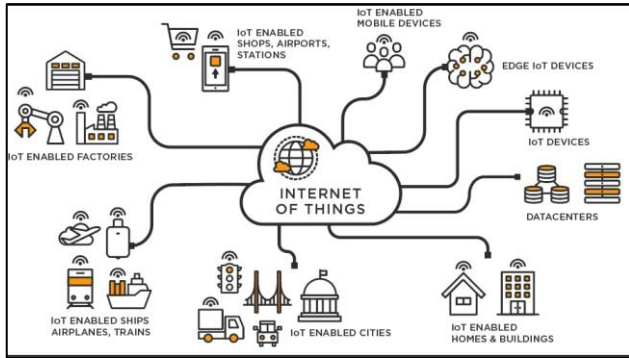 IoT ENABLED
SHOPS, AIRPORTS,
STATIONS
IoT ENABLED
MOBILE DEVICES
EDGE IoT DEVICES
IoT ENABLED FACTORIES
IoT DEVICES
INTERNET
OF THINGS
DATACENTERS
IoT ENABLED SHIPS
AIRPLANES, TRAINS
IoT ENABLED CITIES
IoT ENABLED
HOMES & BUILDINGS